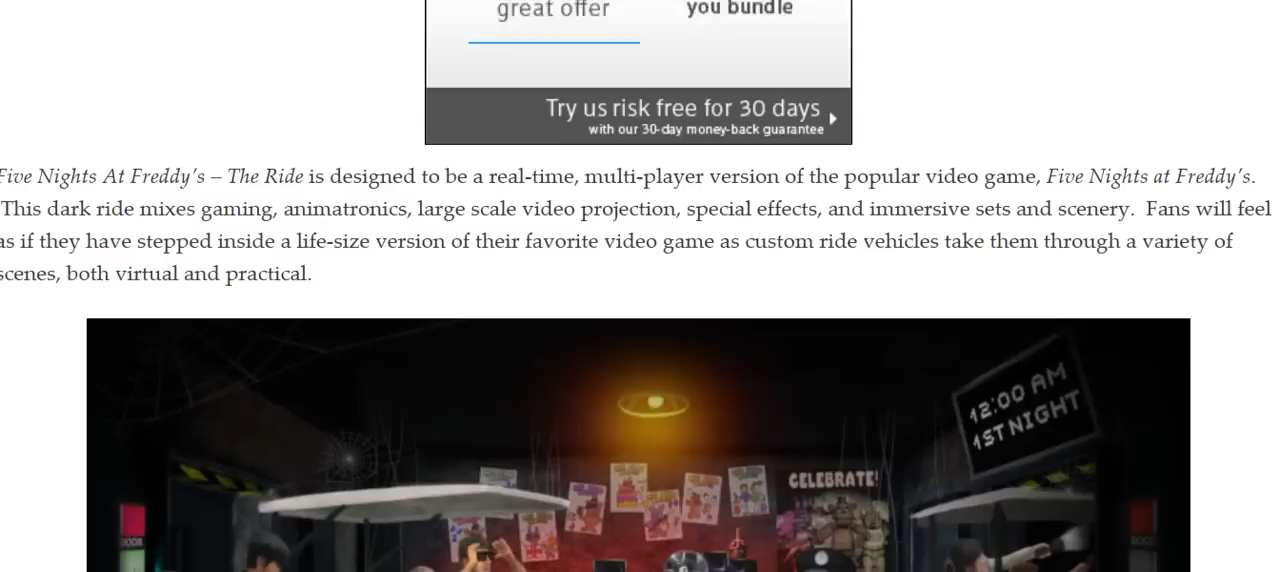 great offer
you bundle
Try us risk free for 30 days
with our 30-day money-back guarantee
Five Nights At Freddy's – The Ride is designed to be a real-time, multi-player version of the popular video game, Five Nights at Freddy's.
This dark ride mixes gaming, animatronics, large scale video projection, special effects, and immersive sets and scenery. Fans will feel
as if they have stepped inside a life-size version of their favorite video game as custom ride vehicles take them through a variety of
scenes, both virtual and practical.
12:00 AM
1ST NIGHT
CELEBRATE!
DOOR